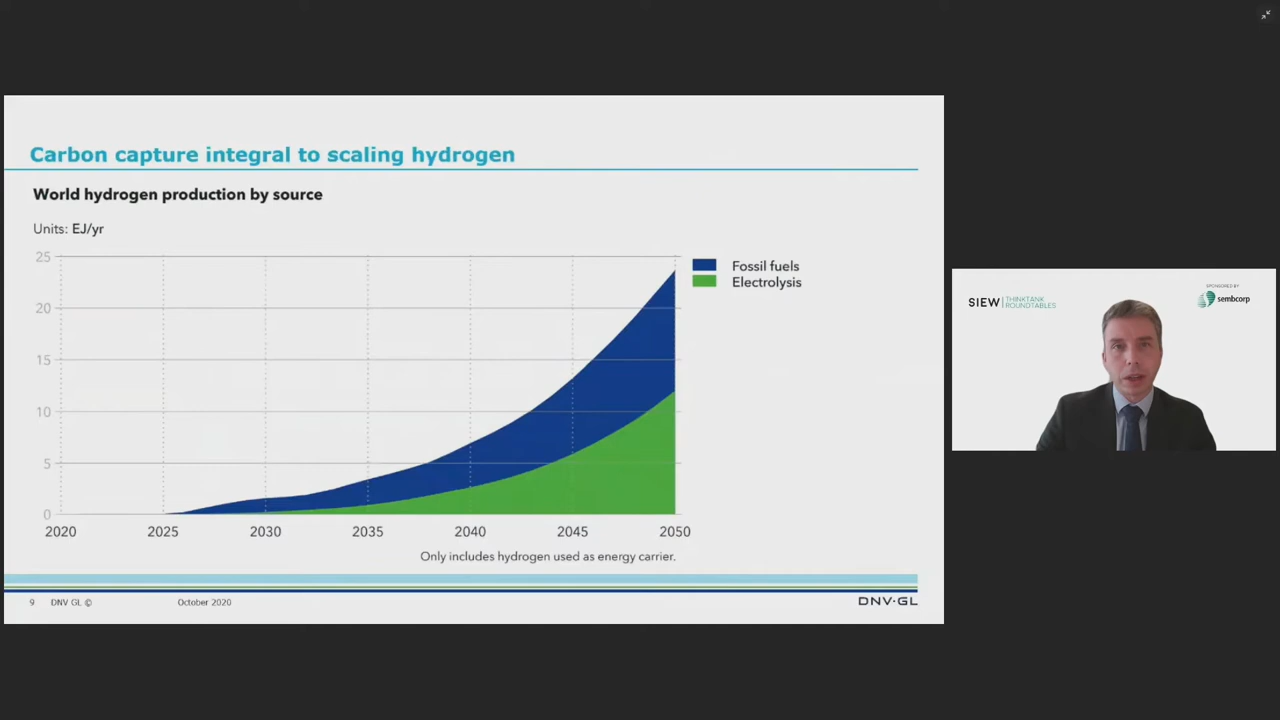 Carbon capture integral to scaling hydrogen
World hydrogen production by source
Units: EJ/yr
25
20
15
10
5
0
2020 2025 2030 2035 2040 2045 2050
Fossil fuels
Electrolysis
Only includes hydrogen used as energy carrier.
9 DNV GL © October 2020
DNV·GL
SIEW THINKTANK
ROUNDTABLES
SPONSORED BY
sembcorp